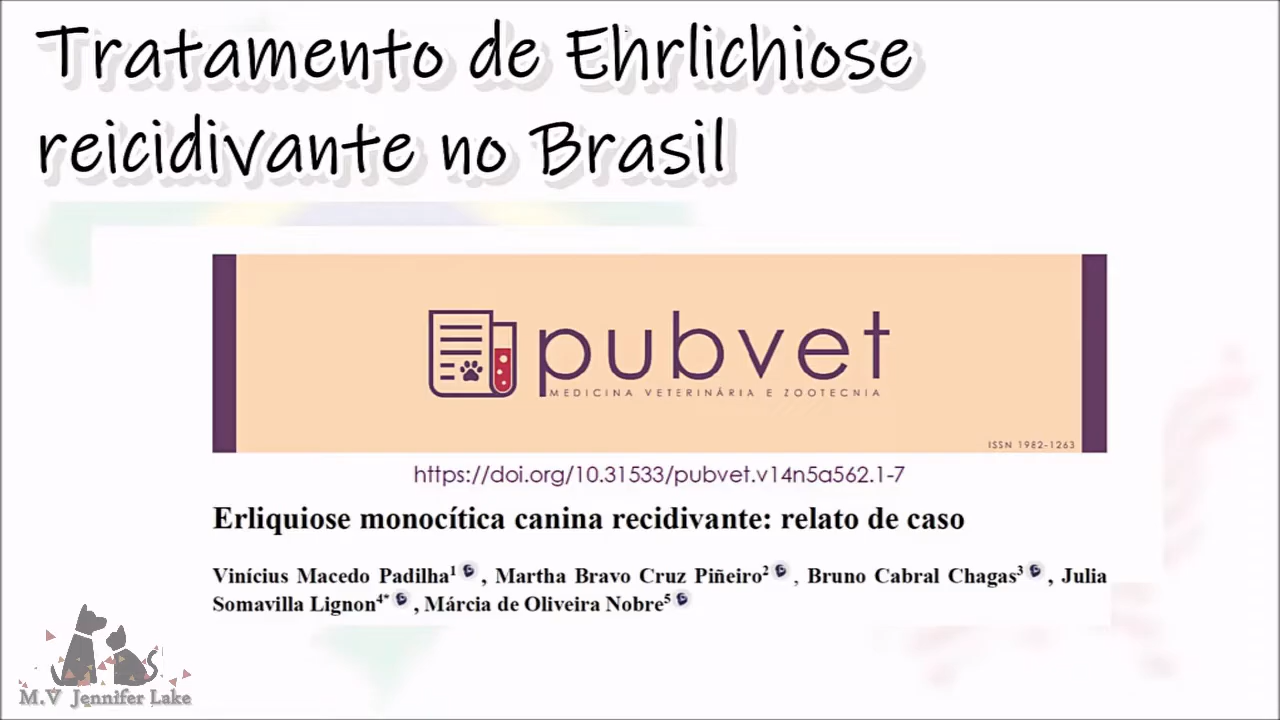 Tratamento de Ehrlichiose
reicidivante no Brasil
pubvet
MEDICINA VETERINÁRIA E ZOOTECNIA
ISSN 1982-1263
https://doi.org/10.31533/pubvet.v14n5a562.1-7
Erliquiose monocítica canina recidivante: relato de caso
Vinícius Macedo Padilha¹, Martha Bravo Cruz Piñeiro², Bruno Cabral Chagas³, Julia
Somavilla Lignon⁴*, Márcia de Oliveira Nobre⁵
M.V Jennifer Lake